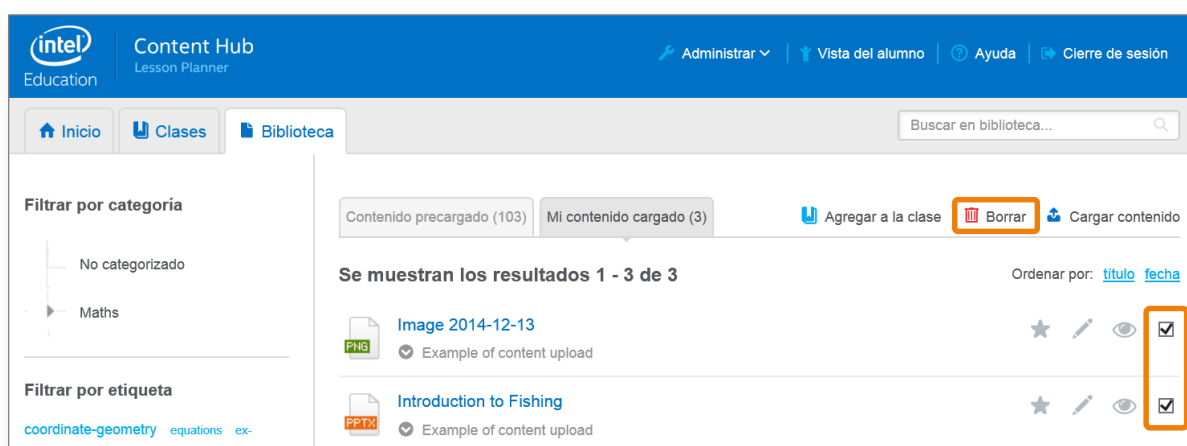 intel Education
Content Hub
Lesson Planner
Administrar
Vista del alumno
Ayuda
Cierre de sesión
Inicio
Clases
Biblioteca
Buscar en biblioteca...
Filtrar por categoría
No categorizado
Maths
Filtrar por etiqueta
coordinate-geometry equations ex-
Contenido precargado (103)
Mi contenido cargado (3)
Agregar a la clase
Borrar
Cargar contenido
Se muestran los resultados 1 - 3 de 3
Ordenar por: título fecha
PNG
Image 2014-12-13
Example of content upload
PPTX
Introduction to Fishing
Example of content upload